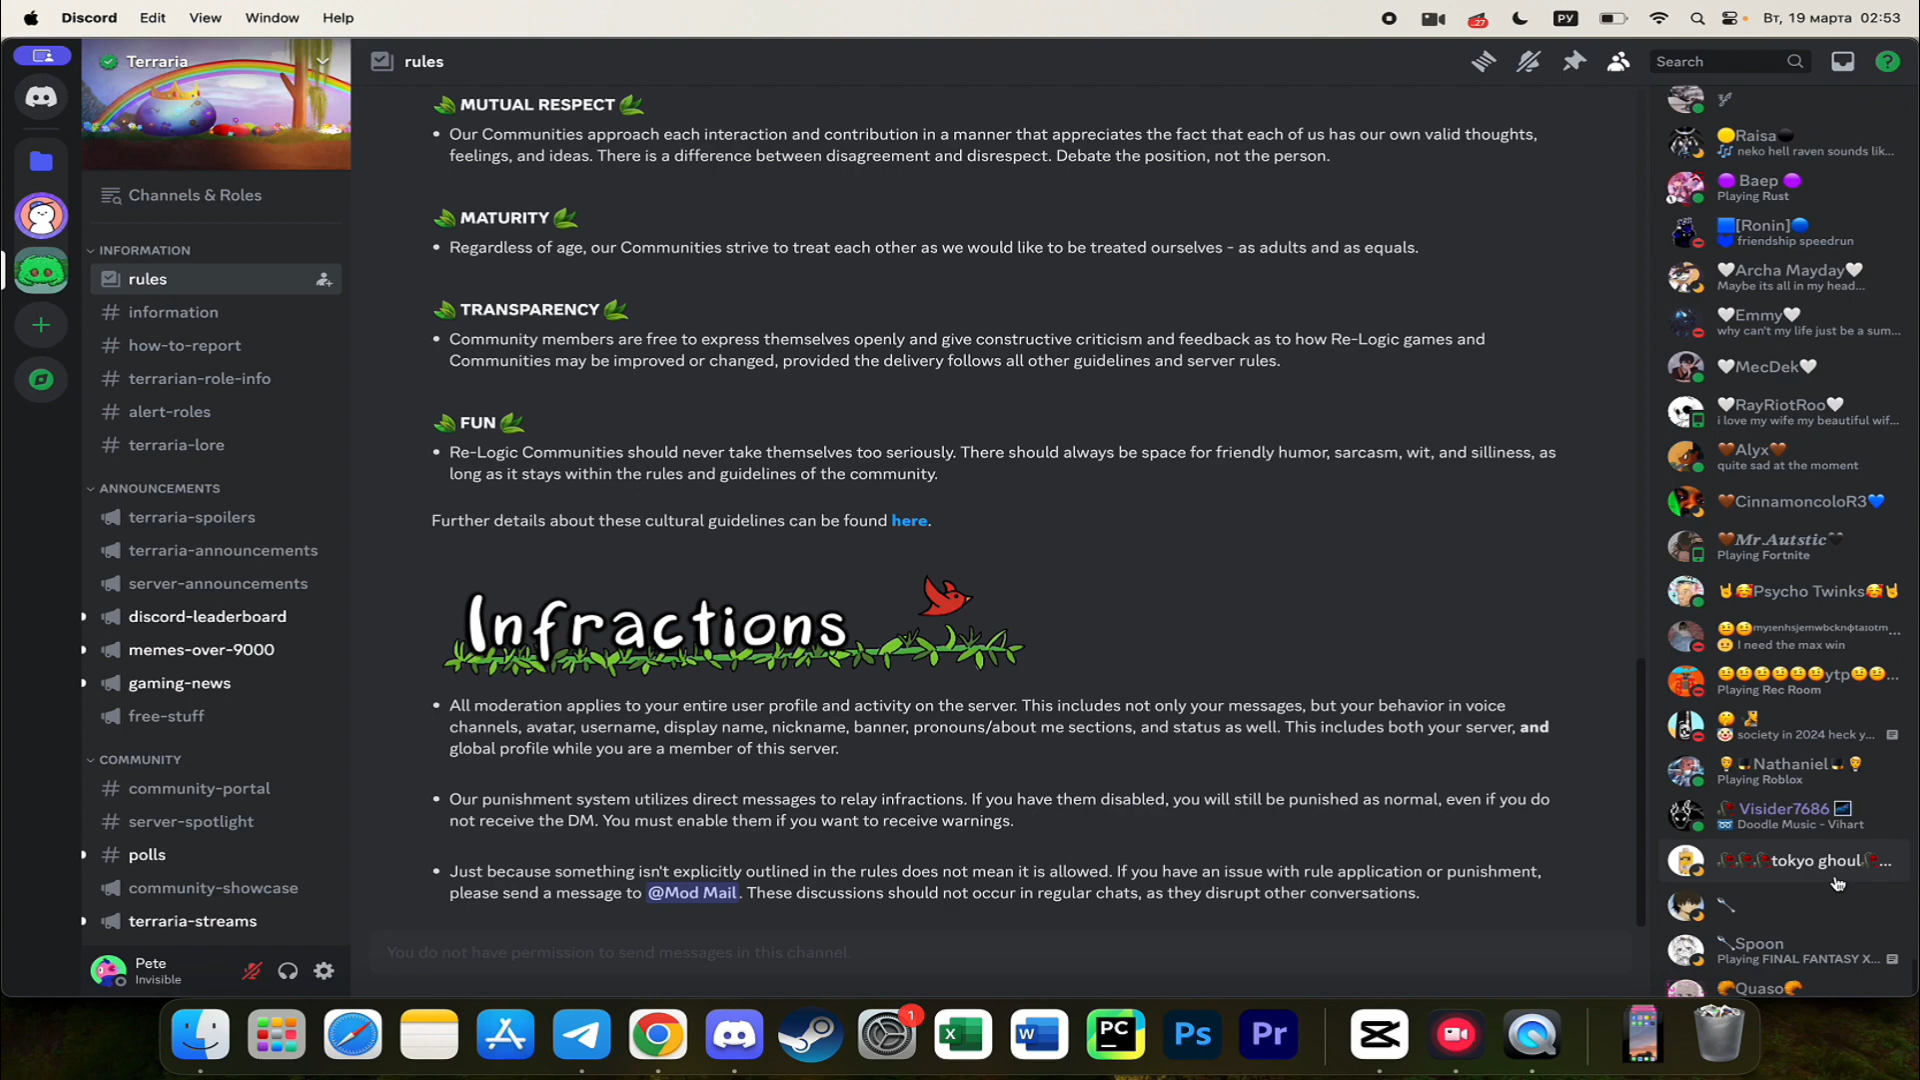 Discord Edit View Window Help
27 РУ Вт, 19 марта 02:53
Terraria
Channels & Roles
INFORMATION
rules
information
how-to-report
terrarian-role-info
alert-roles
terraria-lore
ANNOUNCEMENTS
terraria-spoilers
terraria-announcements
server-announcements
discord-leaderboard
memes-over-9000
gaming-news
free-stuff
COMMUNITY
community-portal
server-spotlight
polls
community-showcase
terraria-streams
Pete
Invisible
rules
Search
MUTUAL RESPECT
• Our Communities approach each interaction and contribution in a manner that appreciates the fact that each of us has our own valid thoughts,
feelings, and ideas. There is a difference between disagreement and disrespect. Debate the position, not the person.
MATURITY
• Regardless of age, our Communities strive to treat each other as we would like to be treated ourselves - as adults and as equals.
TRANSPARENCY
• Community members are free to express themselves openly and give constructive criticism and feedback as to how Re-Logic games and
Communities may be improved or changed, provided the delivery follows all other guidelines and server rules.
FUN
• Re-Logic Communities should never take themselves too seriously. There should always be space for friendly humor, sarcasm, wit, and silliness, as
long as it stays within the rules and guidelines of the community.
Further details about these cultural guidelines can be found here.
Infractions
• All moderation applies to your entire user profile and activity on the server. This includes not only your messages, but your behavior in voice
channels, avatar, username, display name, nickname, banner, pronouns/about me sections, and status as well. This includes both your server, and
global profile while you are a member of this server.
• Our punishment system utilizes direct messages to relay infractions. If you have them disabled, you will still be punished as normal, even if you do
not receive the DM. You must enable them if you want to receive warnings.
• Just because something isn't explicitly outlined in the rules does not mean it is allowed. If you have an issue with rule application or punishment,
please send a message to @Mod Mail. These discussions should not occur in regular chats, as they disrupt other conversations.
You do not have permission to send messages in this channel.
Raisa
neko hell raven sounds lik...
Baep
Playing Rust
[Ronin]
friendship speedrun
Archa Mayday
Maybe its all in my head...
Emmy
why can't my life just be a sum...
MecDek
RayRiotRoo
i love my wife my beautiful wif...
Alyx
quite sad at the moment
CinnamoncoloR3
Mr.Autstic
Playing Fortnite
Psycho Twinks
I need the max win
ytp
Playing Rec Room
society in 2024 heck y...
Nathaniel
Playing Roblox
Visider7686
Doodle Music - Vihart
tokyo ghoul...
Spoon
Playing FINAL FANTASY X...
Quaso
1
X
W
PC
Ps
Pr